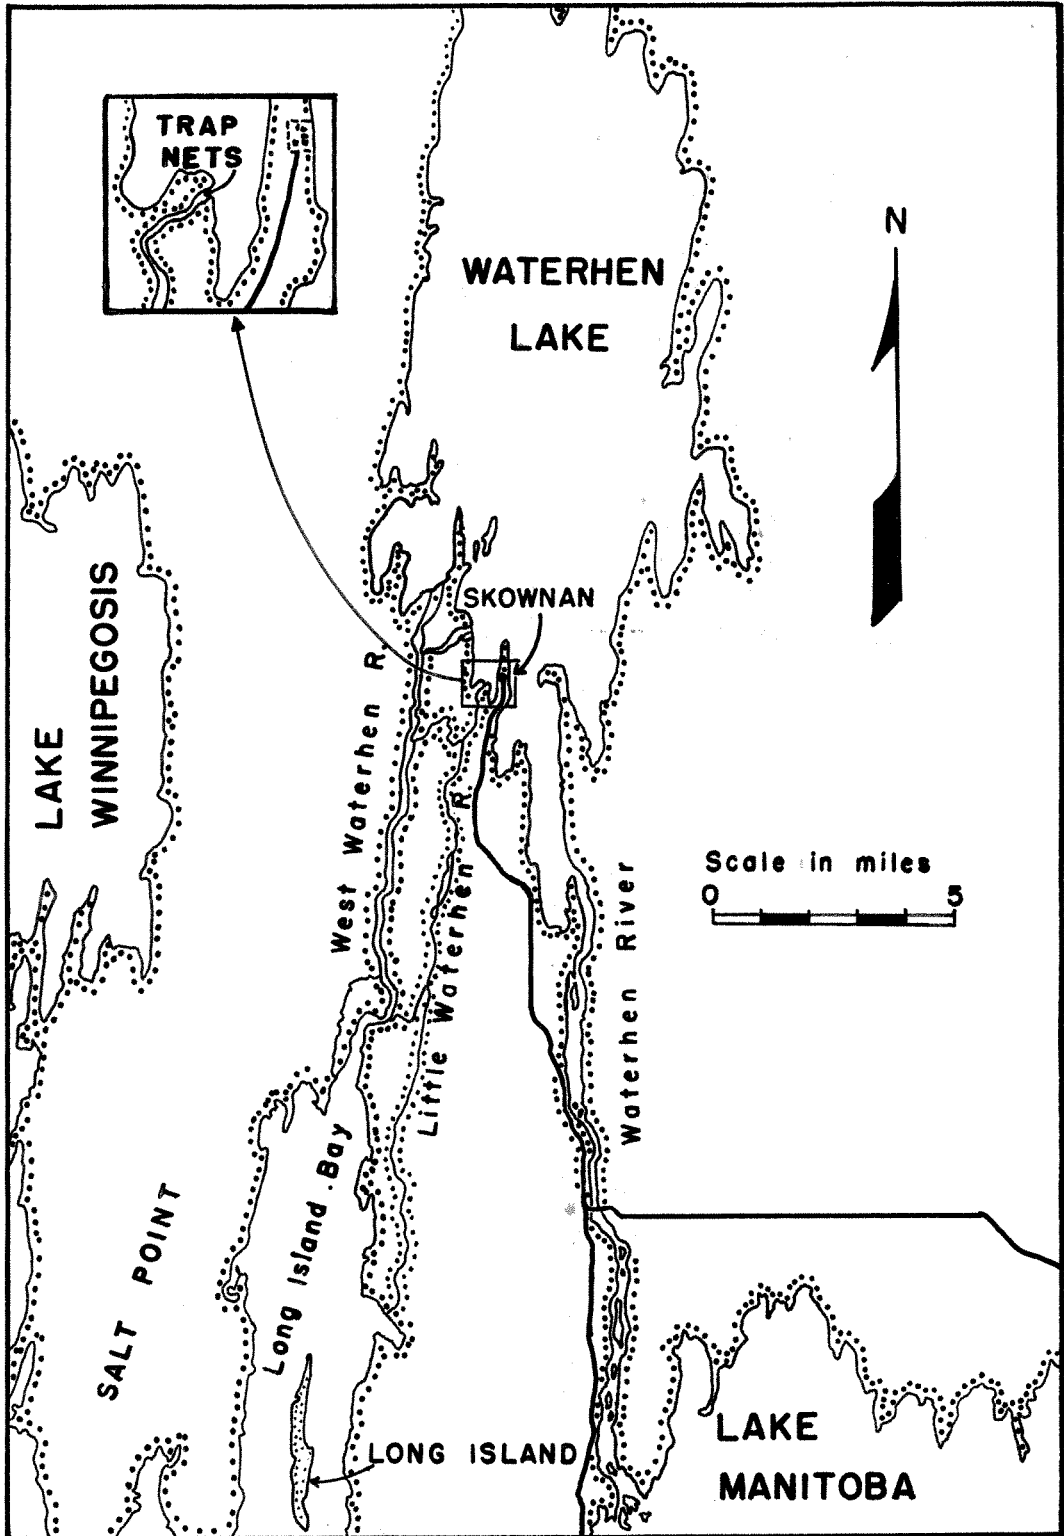 TRAP
NETS
N
WATERHEN
LAKE
SKOWNAN
LAKE
WINNIPEGOSIS
West Waterhen R.
Little Waterhen R.
Scale in miles
0 5
Waterhen River
SALT POINT
Long Island Bay
LONG ISLAND
LAKE
MANITOBA